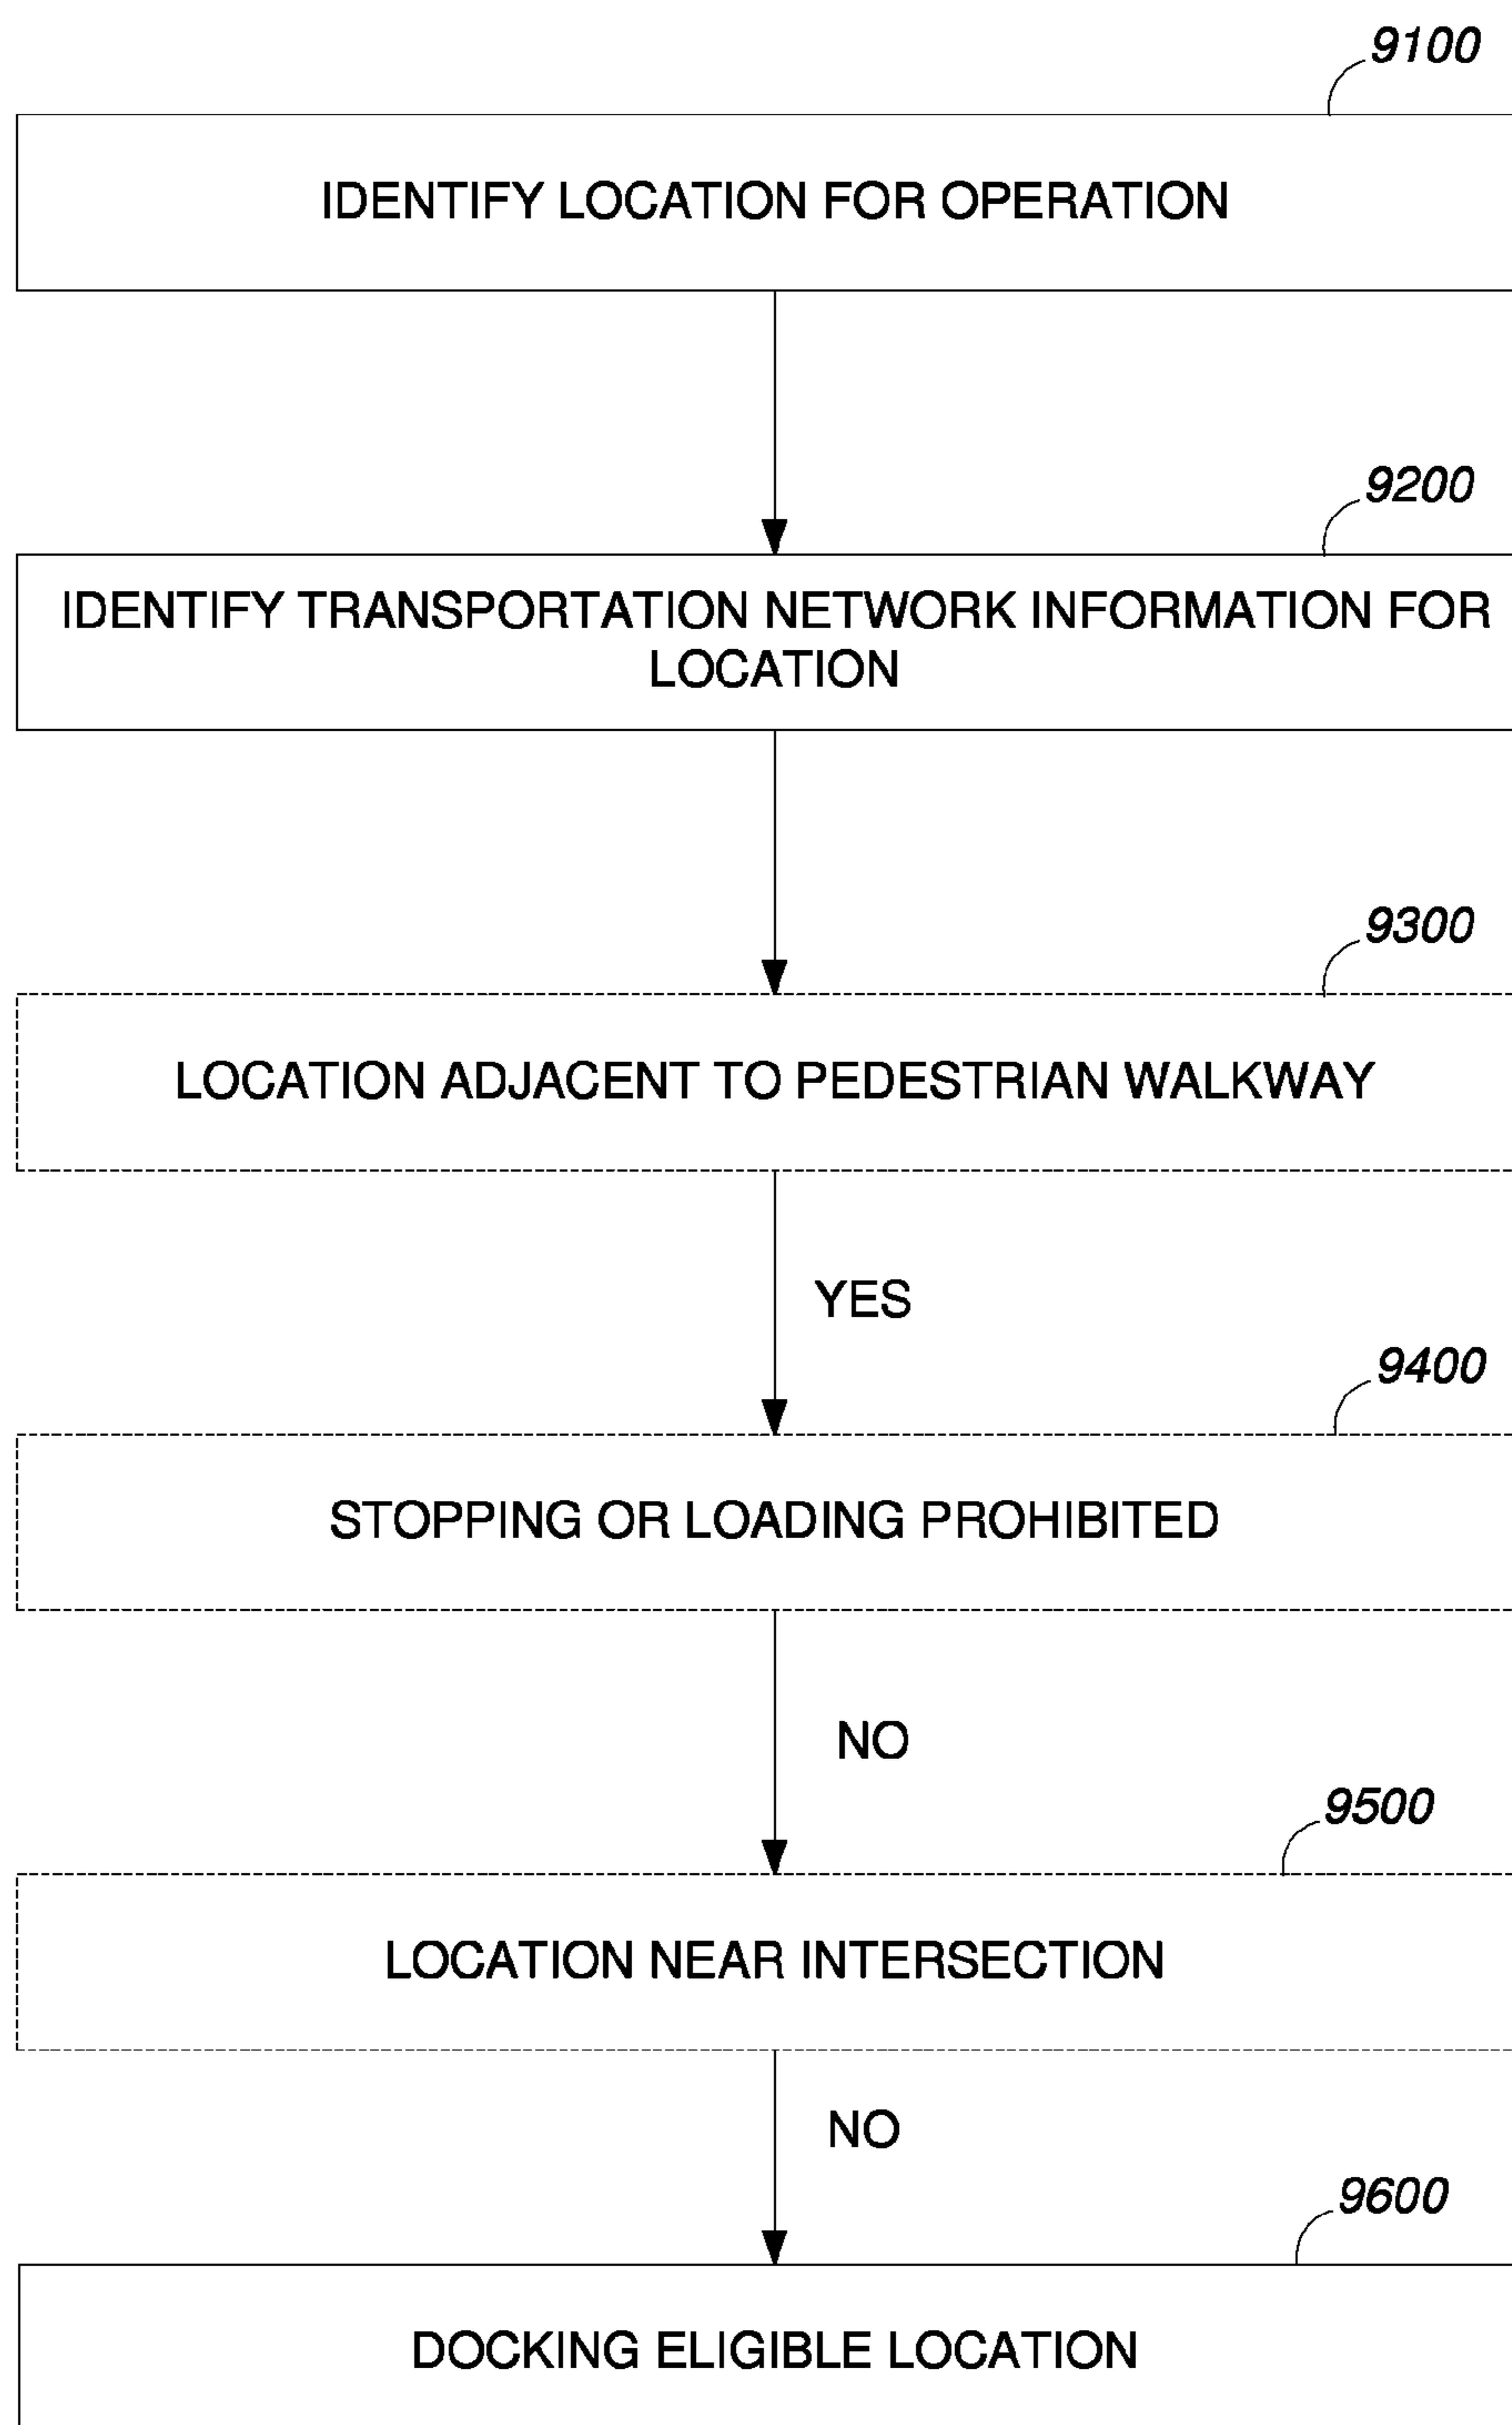 9100
IDENTIFY LOCATION FOR OPERATION
9200
IDENTIFY TRANSPORTATION NETWORK INFORMATION FOR
LOCATION
9300
LOCATION ADJACENT TO PEDESTRIAN WALKWAY
YES
9400
STOPPING OR LOADING PROHIBITED
NO
9500
LOCATION NEAR INTERSECTION
NO
9600
DOCKING ELIGIBLE LOCATION